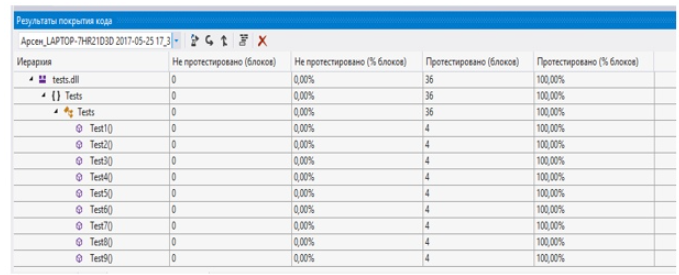 Результаты покрытия кода
Арсен_LAPTOP-7HR21D3D 2017-05-25 17_3
Иерархия Не протестировано (блоков) Не протестировано (% блоков) Протестировано (блоков) Протестировано (% блоков)
tests.dll 0 0,00% 36 100,00%
{ } Tests 0 0,00% 36 100,00%
Tests 0 0,00% 36 100,00%
Test1() 0 0,00% 4 100,00%
Test2() 0 0,00% 4 100,00%
Test3() 0 0,00% 4 100,00%
Test4() 0 0,00% 4 100,00%
Test5() 0 0,00% 4 100,00%
Test6() 0 0,00% 4 100,00%
Test7() 0 0,00% 4 100,00%
Test8() 0 0,00% 4 100,00%
Test9() 0 0,00% 4 100,00%